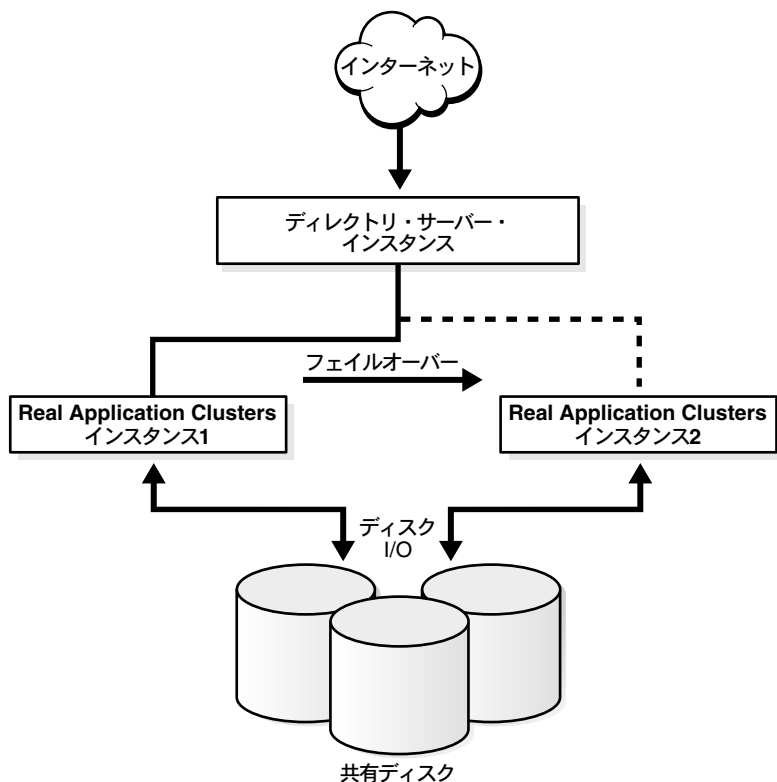 インターネット
ディレクトリ・サーバー・
インスタンス
フェイルオーバー
Real Application Clusters
インスタンス1
Real Application Clusters
インスタンス2
ディスク
I/O
共有ディスク